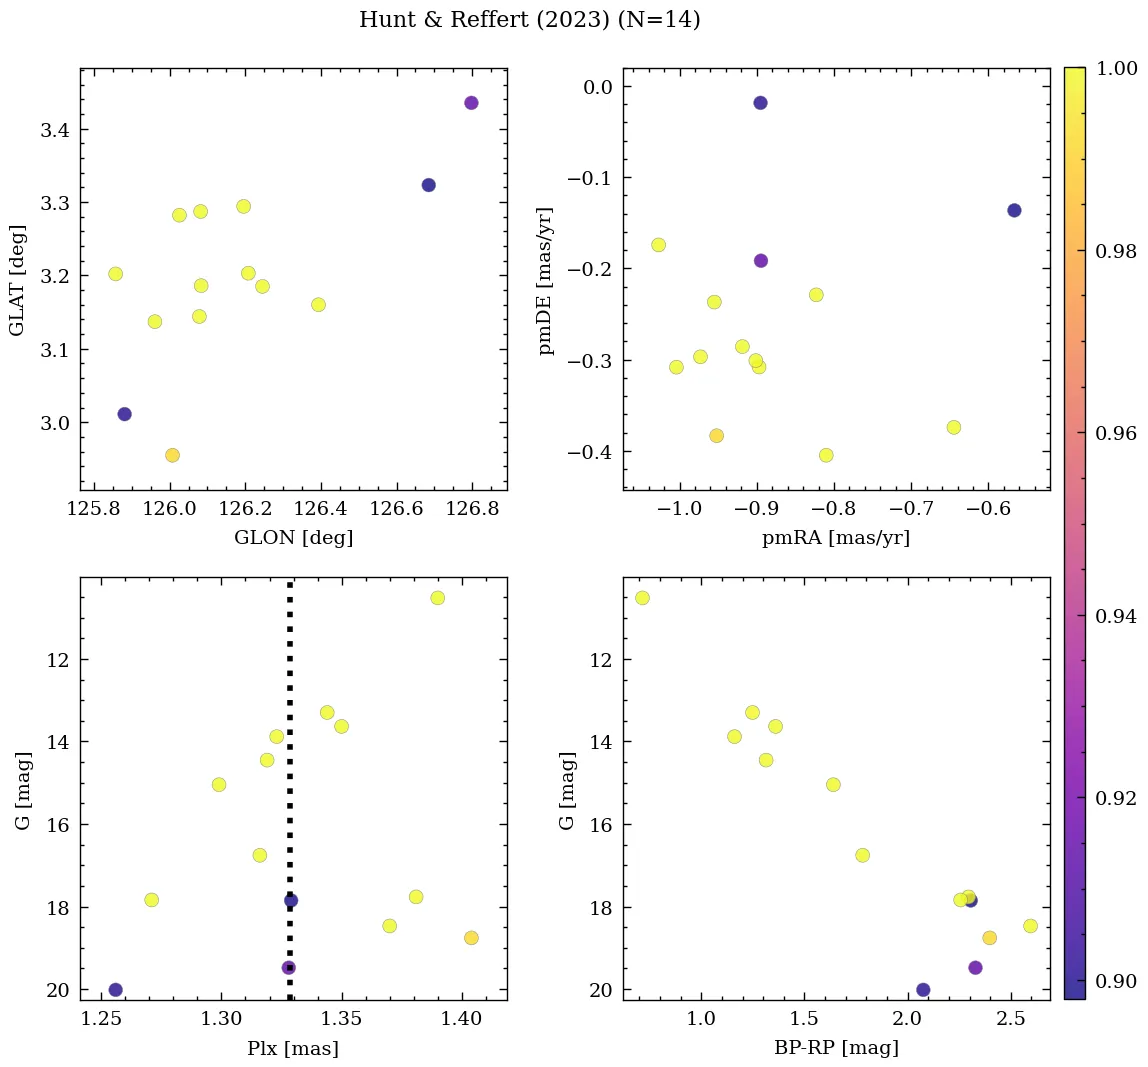 Hunt & Reffert (2023) (N=14)
3.4
3.3
3.2
3.1
3.0
GLAT [deg]
125.8 126.0 126.2 126.4 126.6 126.8
GLON [deg]
0.0
−0.1
−0.2
−0.3
−0.4
pmDE [mas/yr]
−1.0 −0.9 −0.8 −0.7 −0.6
pmRA [mas/yr]
12
14
16
18
20
G [mag]
1.25 1.30 1.35 1.40
Plx [mas]
12
14
16
18
20
G [mag]
1.0 1.5 2.0 2.5
BP-RP [mag]
1.00
0.98
0.96
0.94
0.92
0.90